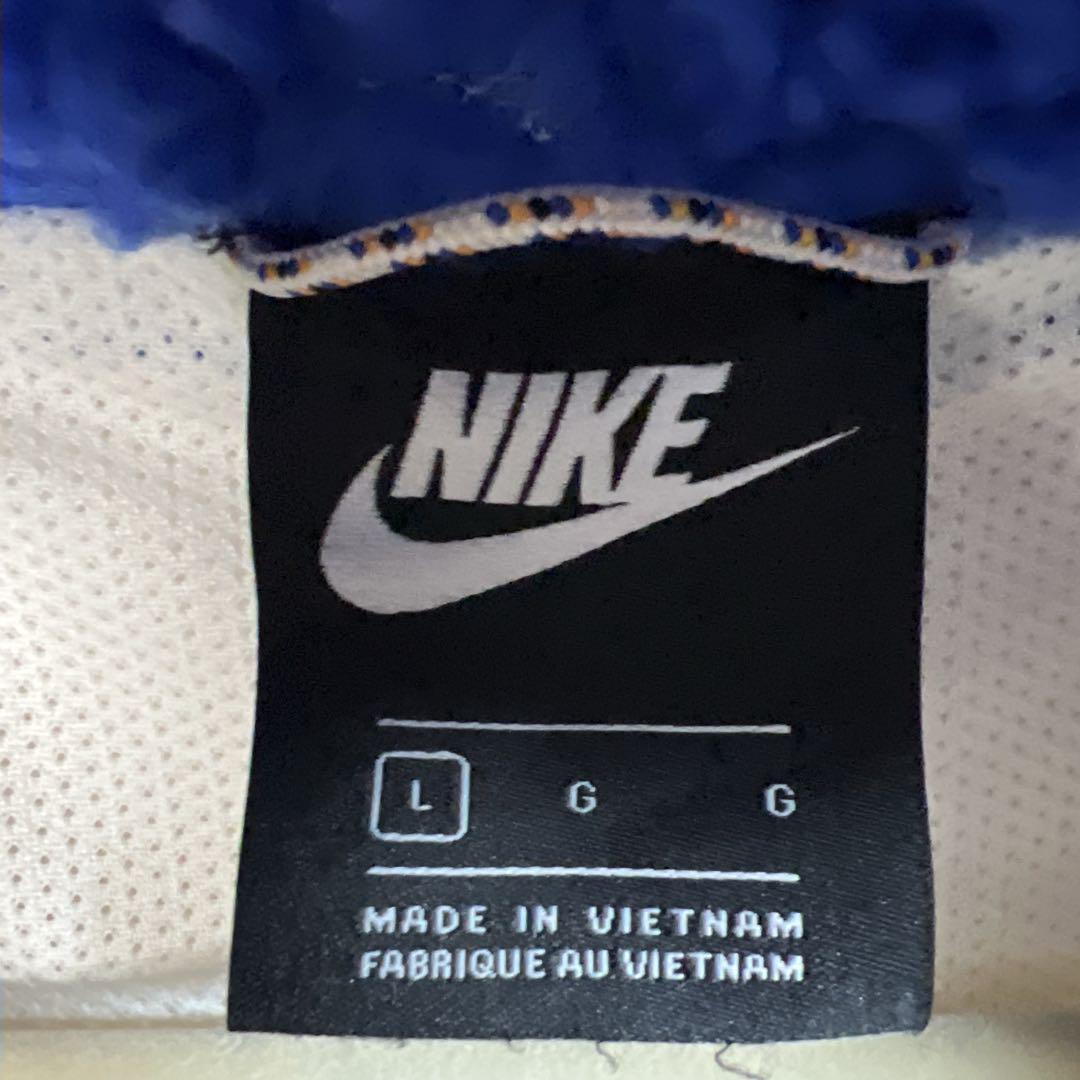 NIKE
L G G
MADE IN VIETNAM
FABRIQUE AU VIETNAM